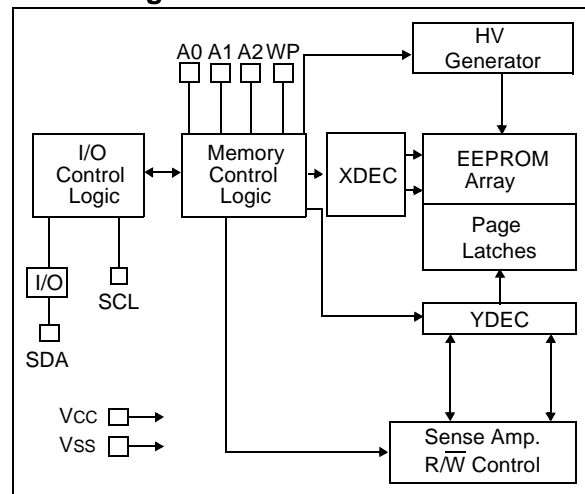 A0 A1 A2 WP
HV
Generator
I/O
Control
Logic
Memory
Control
Logic
XDEC
EEPROM
Array
Page
Latches
I/O
SCL
SDA
YDEC
VCC
VSS
Sense Amp.
R/W̅ Control